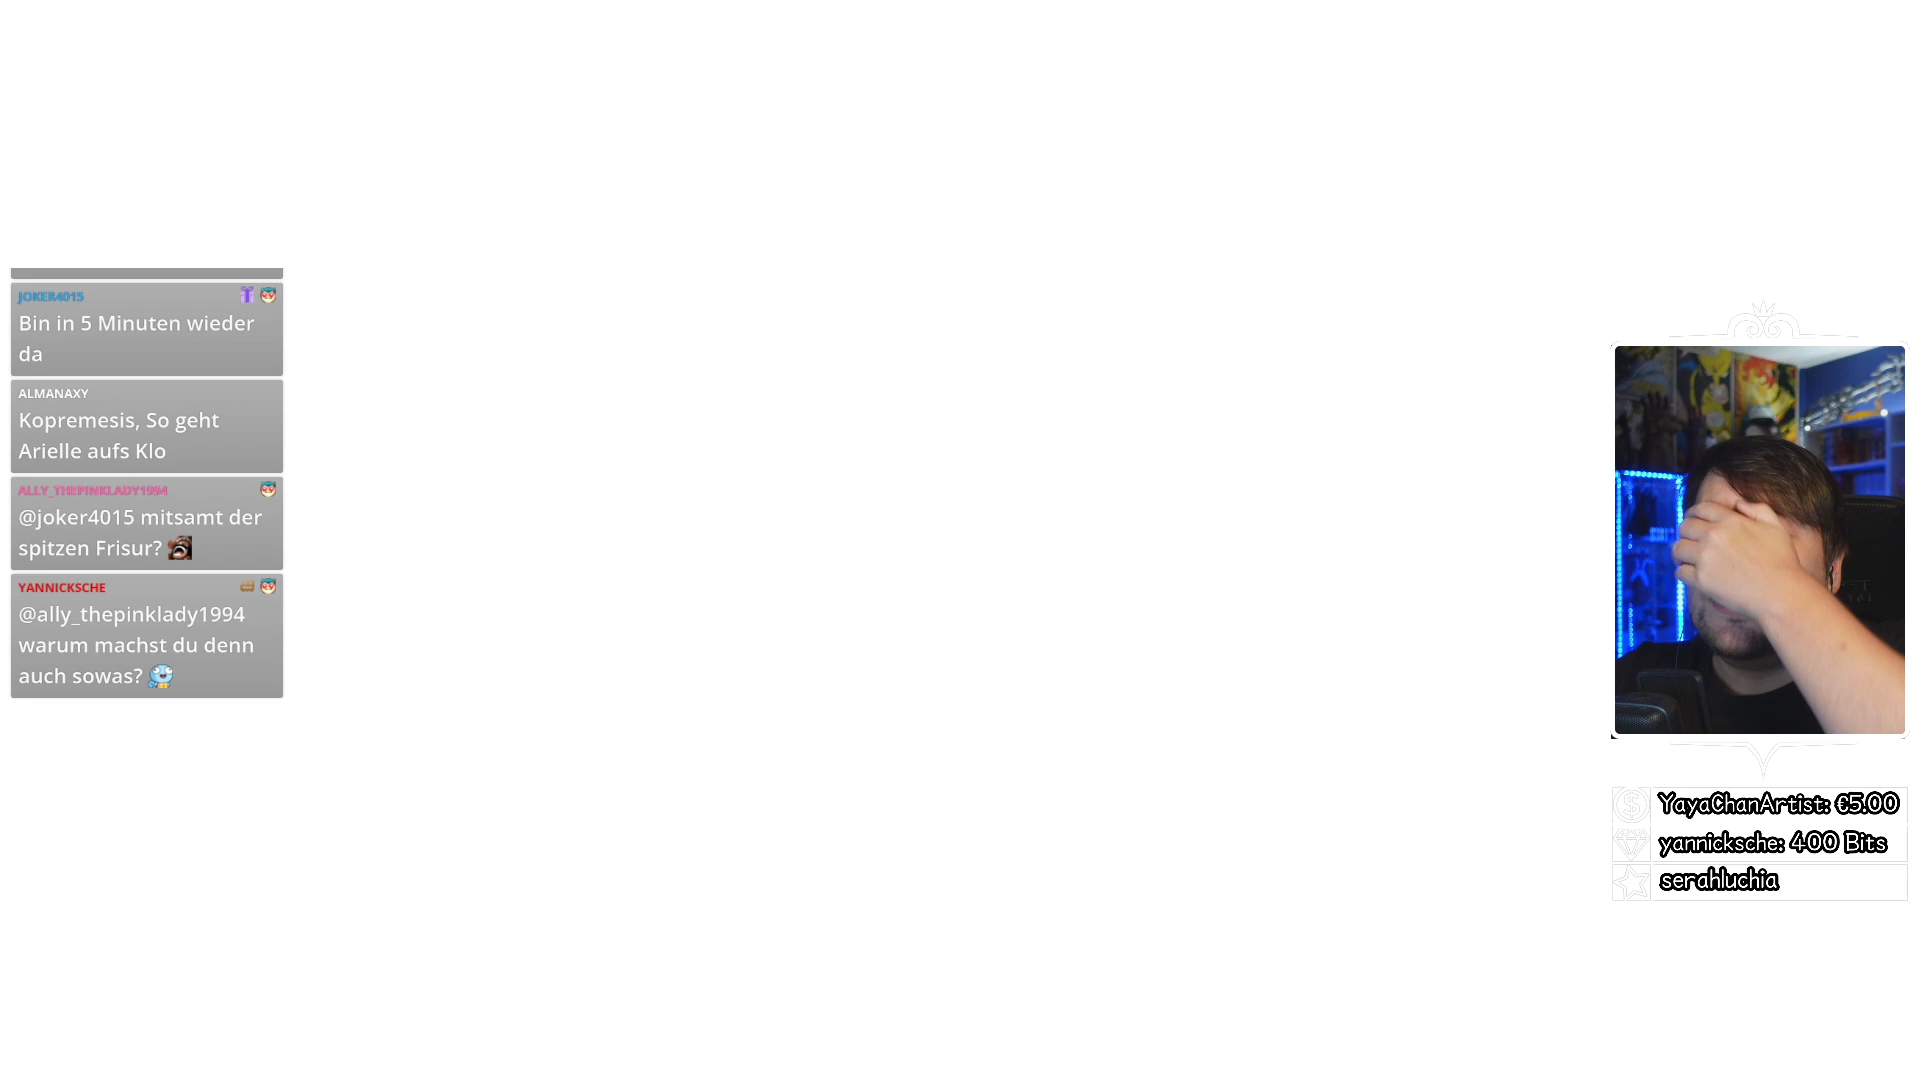 JOKER4015
Bin in 5 Minuten wieder
da
ALMANAXY
Kopremesis, So geht
Arielle aufs Klo
ALLY_THEPINKLADY1994
@joker4015 mitsamt der
spitzen Frisur?
YANNICKSCHE
@ally_thepinklady1994
warum machst du denn
auch sowas?
YayaChanArtist: €5.00
yannicksche: 400 Bits
serahluchia